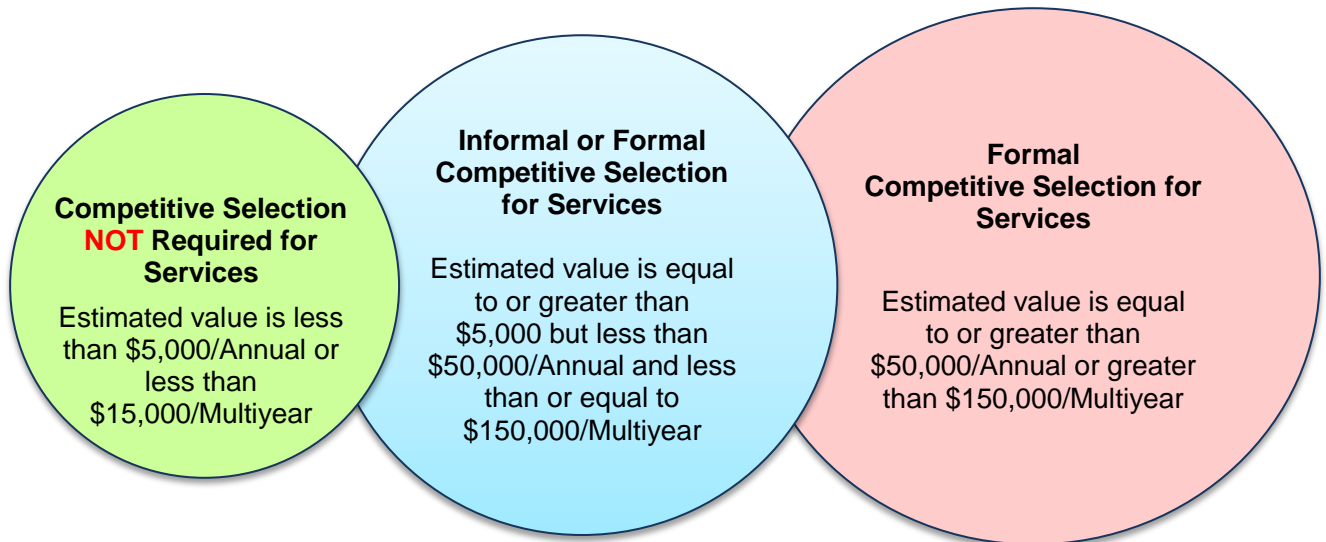 Competitive Selection
NOT Required for
Services
Estimated value is less
than $5,000/Annual or
less than
$15,000/Multiyear
Informal or Formal
Competitive Selection
for Services
Estimated value is equal
to or greater than
$5,000 but less than
$50,000/Annual and less
than or equal to
$150,000/Multiyear
Formal
Competitive Selection for
Services
Estimated value is equal
to or greater than
$50,000/Annual or greater
than $150,000/Multiyear